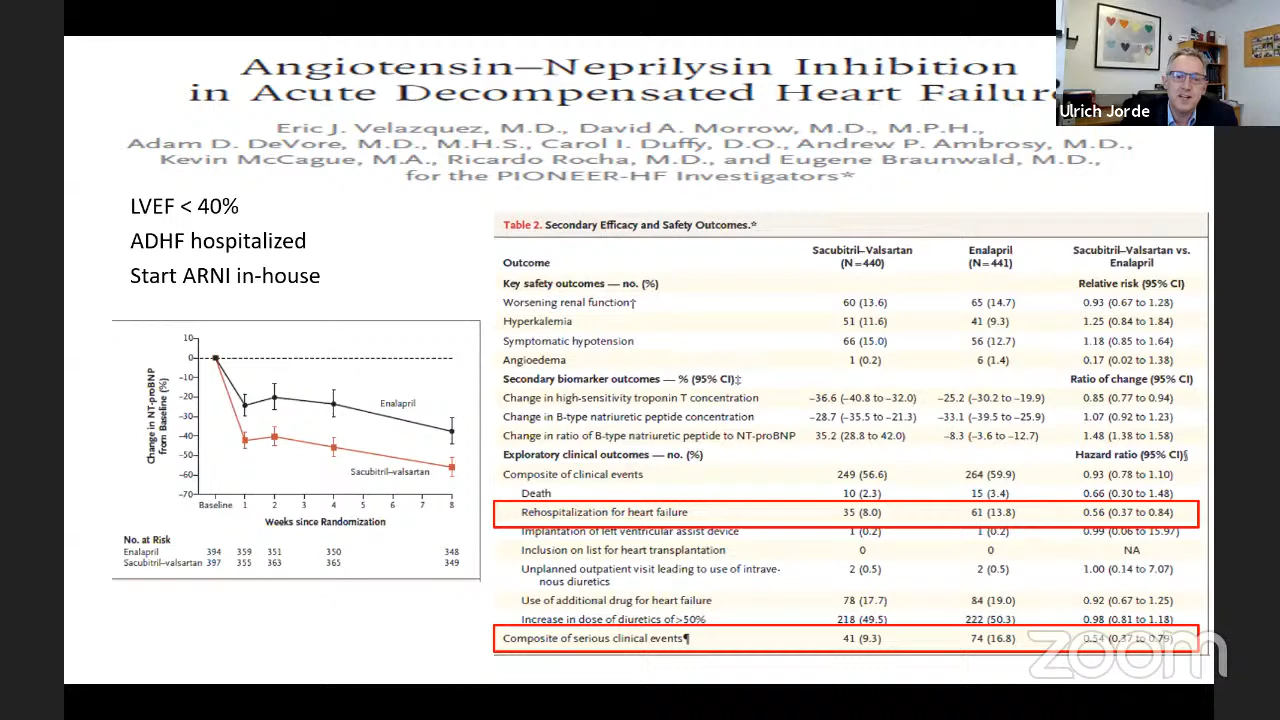 Angiotensin–Neprilysin Inhibition
in Acute Decompensated Heart Failur
Ulrich Jorde
Eric J. Velazquez, M.D., David A. Morrow, M.D., M.P.H.,
Adam D. DeVore, M.D., M.H.S., Carol I. Duffy, D.O., Andrew P. Ambrosy, M.D.,
Kevin McCague, M.A., Ricardo Rocha, M.D., and Eugene Braunwald, M.D.,
for the PIONEER-HF Investigators*
LVEF < 40%
ADHF hospitalized
Start ARNI in-house
Change in NT-proBNP
from Baseline (%)
10
0
−10
−20
−30
−40
−50
−60
−70
Enalapril
Sacubitril–valsartan
Baseline 1 2 3 4 5 6 7 8
Weeks since Randomization
No. at Risk
Enalapril 394 359 351 350 348
Sacubitril–valsartan 397 355 363 365 349
Table 2. Secondary Efficacy and Safety Outcomes.*
Outcome Sacubitril–Valsartan (N=440) Enalapril (N=441) Sacubitril–Valsartan vs. Enalapril
Key safety outcomes — no. (%) Relative risk (95% CI)
Worsening renal function† 60 (13.6) 65 (14.7) 0.93 (0.67 to 1.28)
Hyperkalemia 51 (11.6) 41 (9.3) 1.25 (0.84 to 1.84)
Symptomatic hypotension 66 (15.0) 56 (12.7) 1.18 (0.85 to 1.64)
Angioedema 1 (0.2) 6 (1.4) 0.17 (0.02 to 1.38)
Secondary biomarker outcomes — % (95% CI)‡ Ratio of change (95% CI)
Change in high-sensitivity troponin T concentration −36.6 (−40.8 to −32.0) −25.2 (−30.2 to −19.9) 0.85 (0.77 to 0.94)
Change in B-type natriuretic peptide concentration −28.7 (−35.5 to −21.3) −33.1 (−39.5 to −25.9) 1.07 (0.92 to 1.23)
Change in ratio of B-type natriuretic peptide to NT-proBNP 35.2 (28.8 to 42.0) −8.3 (−3.6 to −12.7) 1.48 (1.38 to 1.58)
Exploratory clinical outcomes — no. (%) Hazard ratio (95% CI)§
Composite of clinical events 249 (56.6) 264 (59.9) 0.93 (0.78 to 1.10)
Death 10 (2.3) 15 (3.4) 0.66 (0.30 to 1.48)
Rehospitalization for heart failure 35 (8.0) 61 (13.8) 0.56 (0.37 to 0.84)
Implantation of left ventricular assist device 1 (0.2) 1 (0.2) 0.99 (0.06 to 15.97)
Inclusion on list for heart transplantation 0 0 NA
Unplanned outpatient visit leading to use of intrave-
nous diuretics 2 (0.5) 2 (0.5) 1.00 (0.14 to 7.07)
Use of additional drug for heart failure 78 (17.7) 84 (19.0) 0.92 (0.67 to 1.25)
Increase in dose of diuretics of >50% 218 (49.5) 222 (50.3) 0.98 (0.81 to 1.18)
Composite of serious clinical events¶ 41 (9.3) 74 (16.8) 0.54 (0.37 to 0.79)
zoom